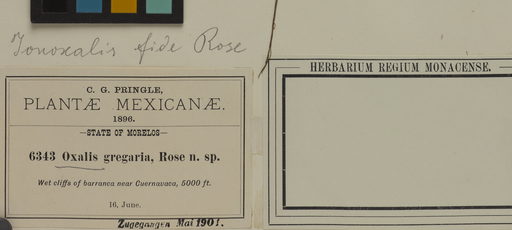 Ionoxalis fide Rose
C. G. PRINGLE,
PLANTÆ MEXICANÆ.
1896.
—STATE OF MORELOS—
6343 Oxalis gregaria, Rose n. sp.
Wet cliffs of barranca near Cuernavaca, 5000 ft.
16, June.
Zugegangen Mai 1901.
HERBARIUM REGIUM MONACENSE.